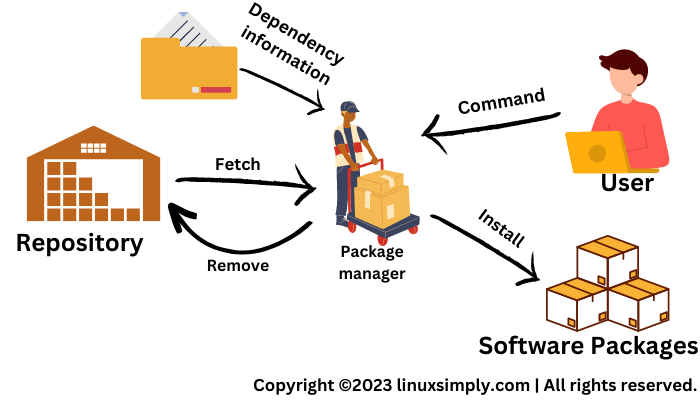 Dependency
information
Command
User
Fetch
Repository
Remove
Package
manager
Install
Software Packages
Copyright ©2023 linuxsimply.com | All rights reserved.